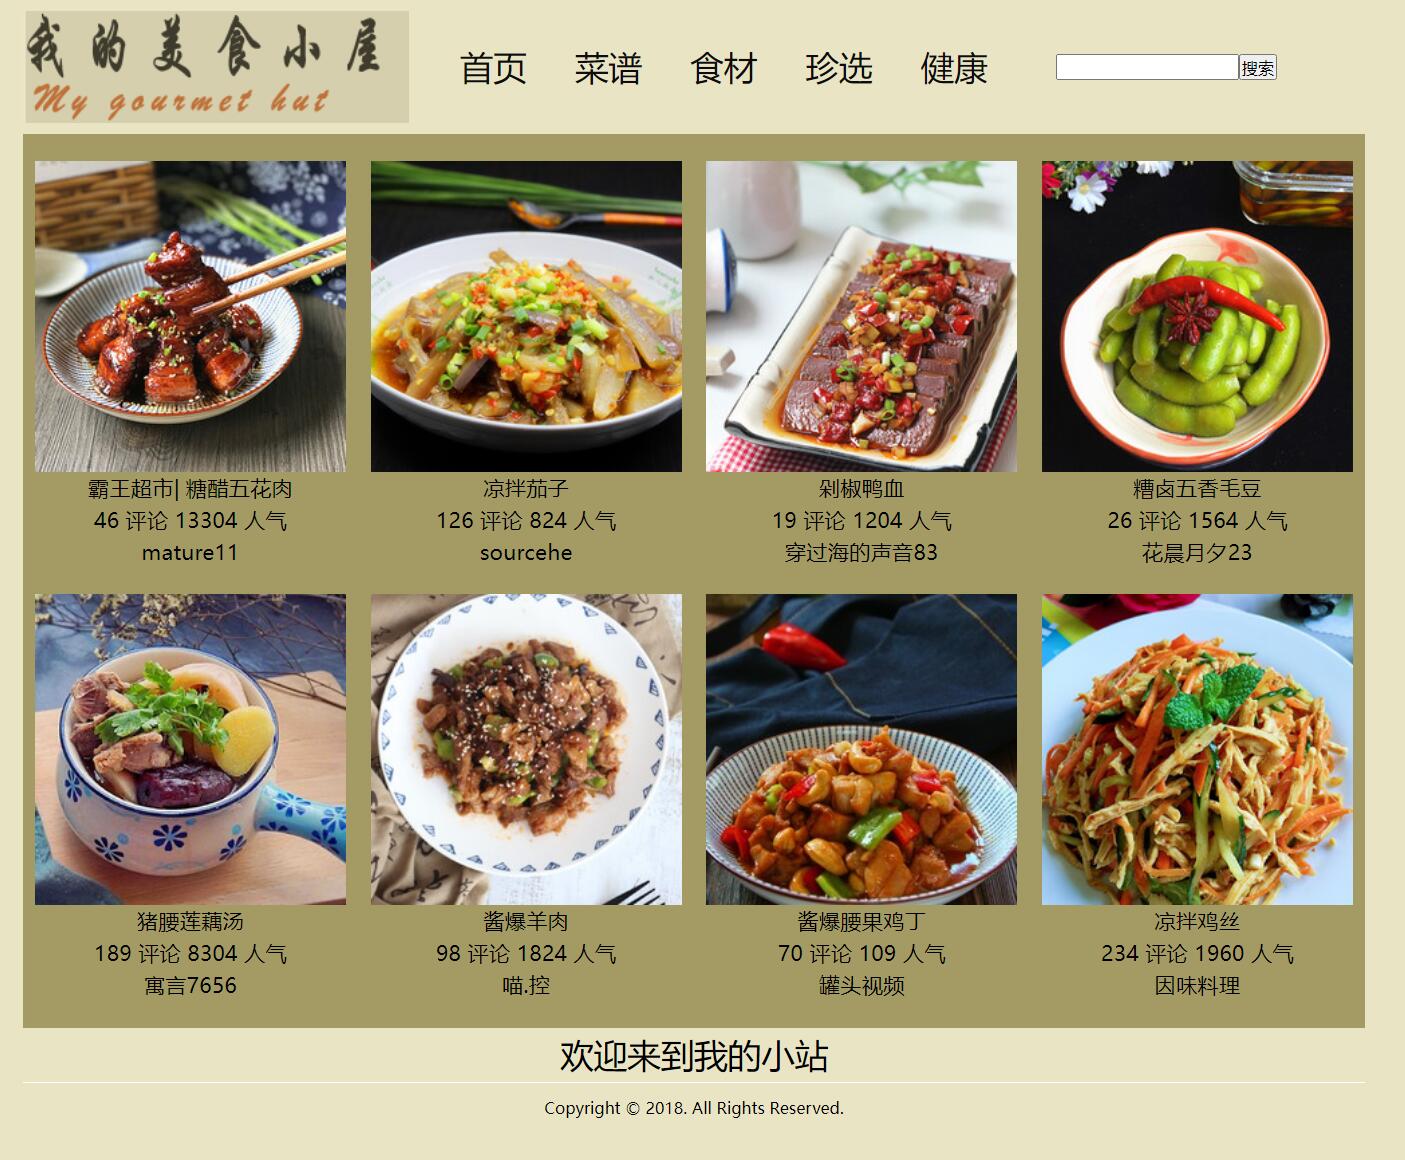 我的美食小屋
My gourmet hut
首页 菜谱 食材 珍选 健康 搜索
霸王超市| 糖醋五花肉
46 评论 13304 人气
mature11
凉拌茄子
126 评论 824 人气
sourcehe
剁椒鸭血
19 评论 1204 人气
穿过海的声音83
糟卤五香毛豆
26 评论 1564 人气
花晨月夕23
猪腰莲藕汤
189 评论 8304 人气
寓言7656
酱爆羊肉
98 评论 1824 人气
喵.控
酱爆腰果鸡丁
70 评论 109 人气
罐头视频
凉拌鸡丝
234 评论 1960 人气
因味料理
欢迎来到我的小站
Copyright © 2018. All Rights Reserved.